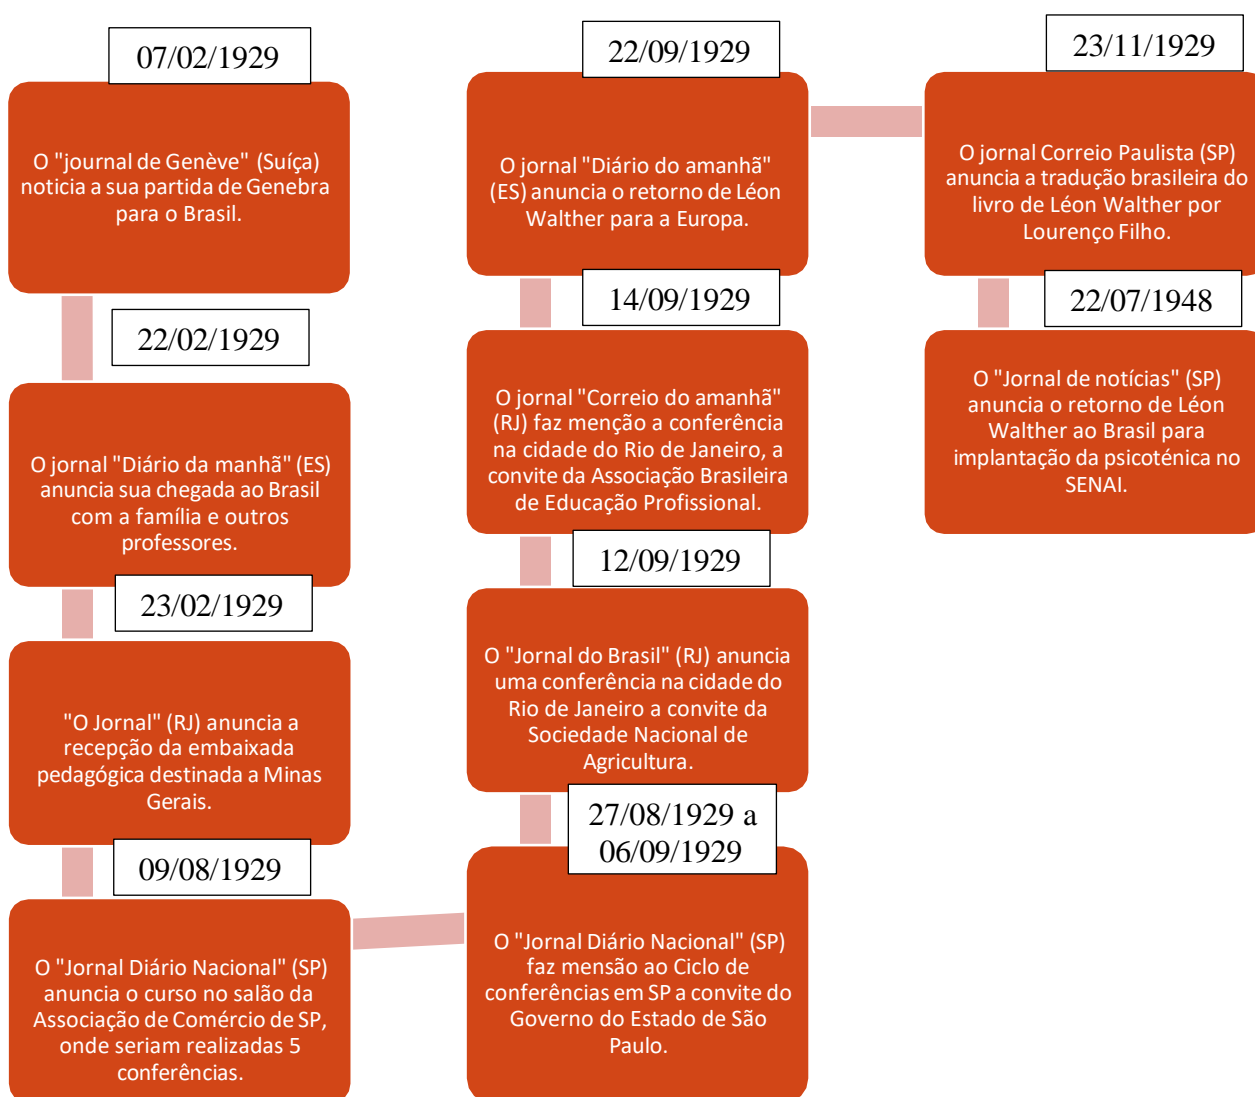 07/02/1929
O "journal de Genève" (Suíça)
noticia a sua partida de Genebra
para o Brasil.
22/02/1929
O jornal "Diário da manhã" (ES)
anuncia sua chegada ao Brasil
com a família e outros
professores.
23/02/1929
"O Jornal" (RJ) anuncia a
recepção da embaixada
pedagógica destinada a Minas
Gerais.
09/08/1929
O "Jornal Diário Nacional" (SP)
anuncia o curso no salão da
Associação de Comércio de SP,
onde seriam realizadas 5
conferências.
27/08/1929 a
06/09/1929
O "Jornal Diário Nacional" (SP)
faz mensão ao Ciclo de
conferências em SP a convite do
Governo do Estado de São
Paulo.
12/09/1929
O "Jornal do Brasil" (RJ) anuncia
uma conferência na cidade do
Rio de Janeiro a convite da
Sociedade Nacional de
Agricultura.
14/09/1929
O jornal "Correio do amanhã"
(RJ) faz menção a conferência
na cidade do Rio de Janeiro, a
convite da Associação Brasileira
de Educação Profissional.
22/09/1929
O jornal "Diário do amanhã"
(ES) anuncia o retorno de Léon
Walther para a Europa.
23/11/1929
O jornal Correio Paulista (SP)
anuncia a tradução brasileira do
livro de Léon Walther por
Lourenço Filho.
22/07/1948
O "Jornal de notícias" (SP)
anuncia o retorno de Léon
Walther ao Brasil para
implantação da psicoténica no
SENAI.